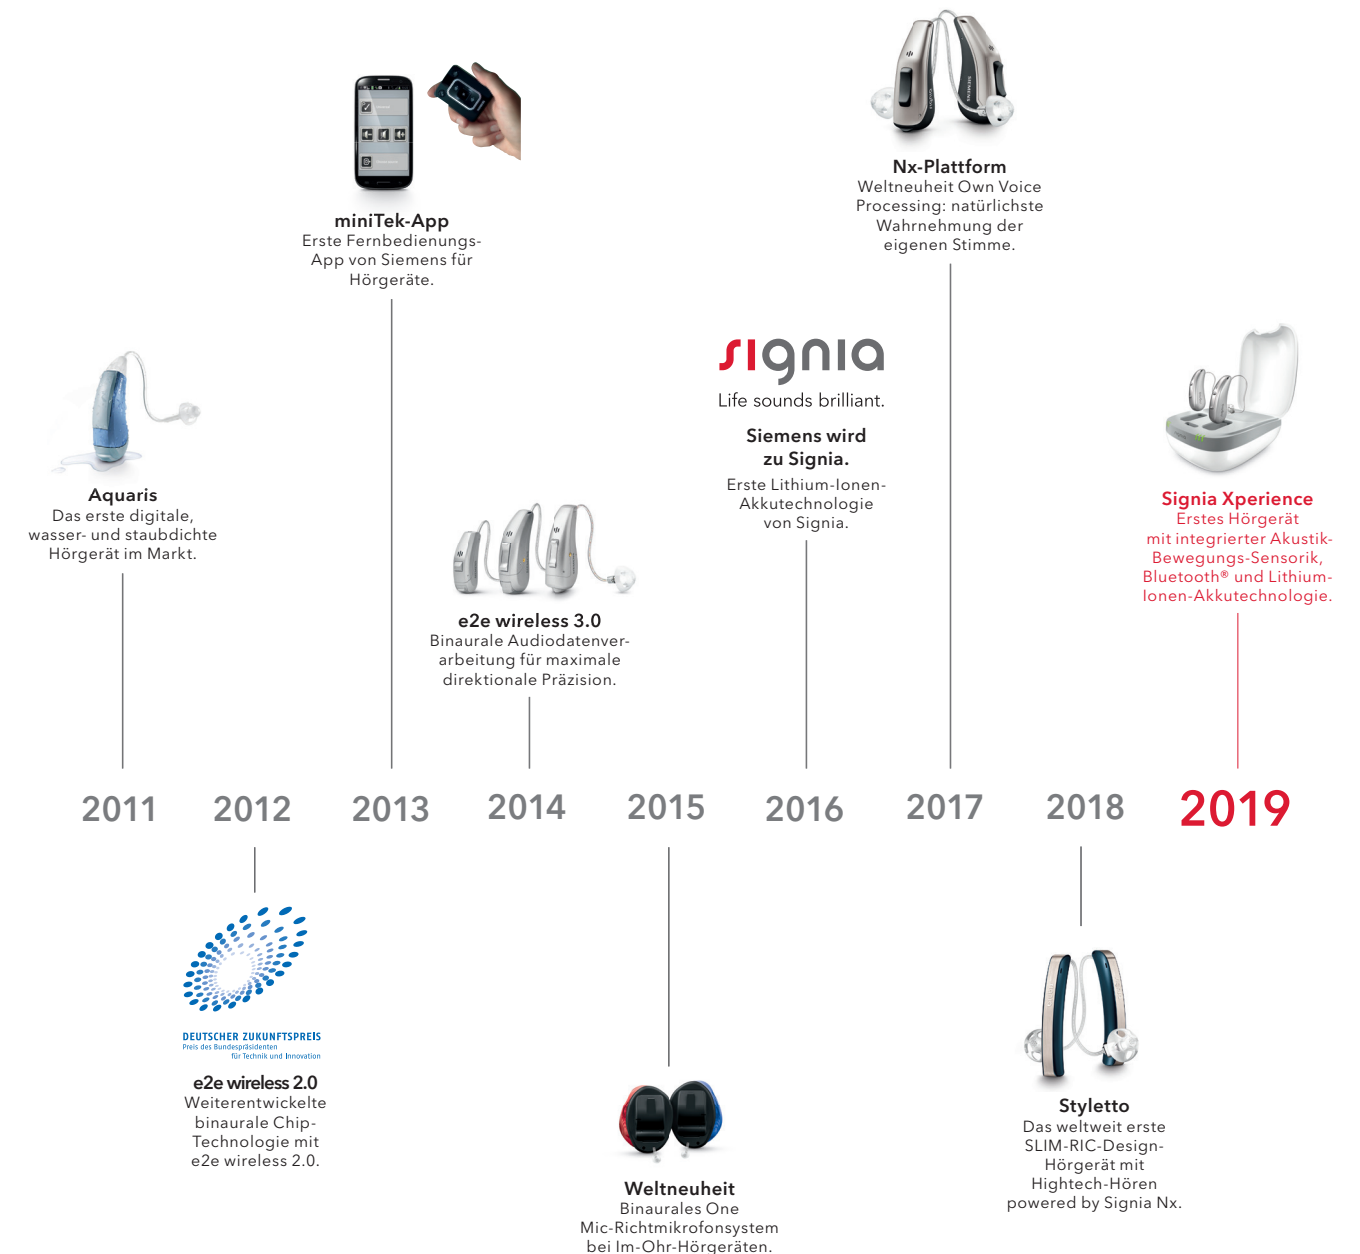 miniTek-App
Erste Fernbedienungs-
App von Siemens für
Hörgeräte.
SIEMENS
Nx-Plattform
Weltneuheit Own Voice
Processing: natürlichste
Wahrnehmung der
eigenen Stimme.
signia
Life sounds brilliant.
Siemens wird
zu Signia.
Erste Lithium-Ionen-
Akkutechnologie
von Signia.
Aquaris
Das erste digitale,
wasser- und staubdichte
Hörgerät im Markt.
e2e wireless 3.0
Binaurale Audiodatenver-
arbeitung für maximale
direktionale Präzision.
Signia Xperience
Erstes Hörgerät
mit integrierter Akustik-
Bewegungs-Sensorik,
Bluetooth® und Lithium-
Ionen-Akkutechnologie.
2011 2012 2013 2014 2015 2016 2017 2018 2019
DEUTSCHER ZUKUNFTSPREIS
Preis des Bundespräsidenten
für Technik und Innovation
e2e wireless 2.0
Weiterentwickelte
binaurale Chip-
Technologie mit
e2e wireless 2.0.
Weltneuheit
Binaurales One
Mic-Richtmikrofonsystem
bei Im-Ohr-Hörgeräten.
Styletto
Das weltweit erste
SLIM-RIC-Design-
Hörgerät mit
Hightech-Hören
powered by Signia Nx.